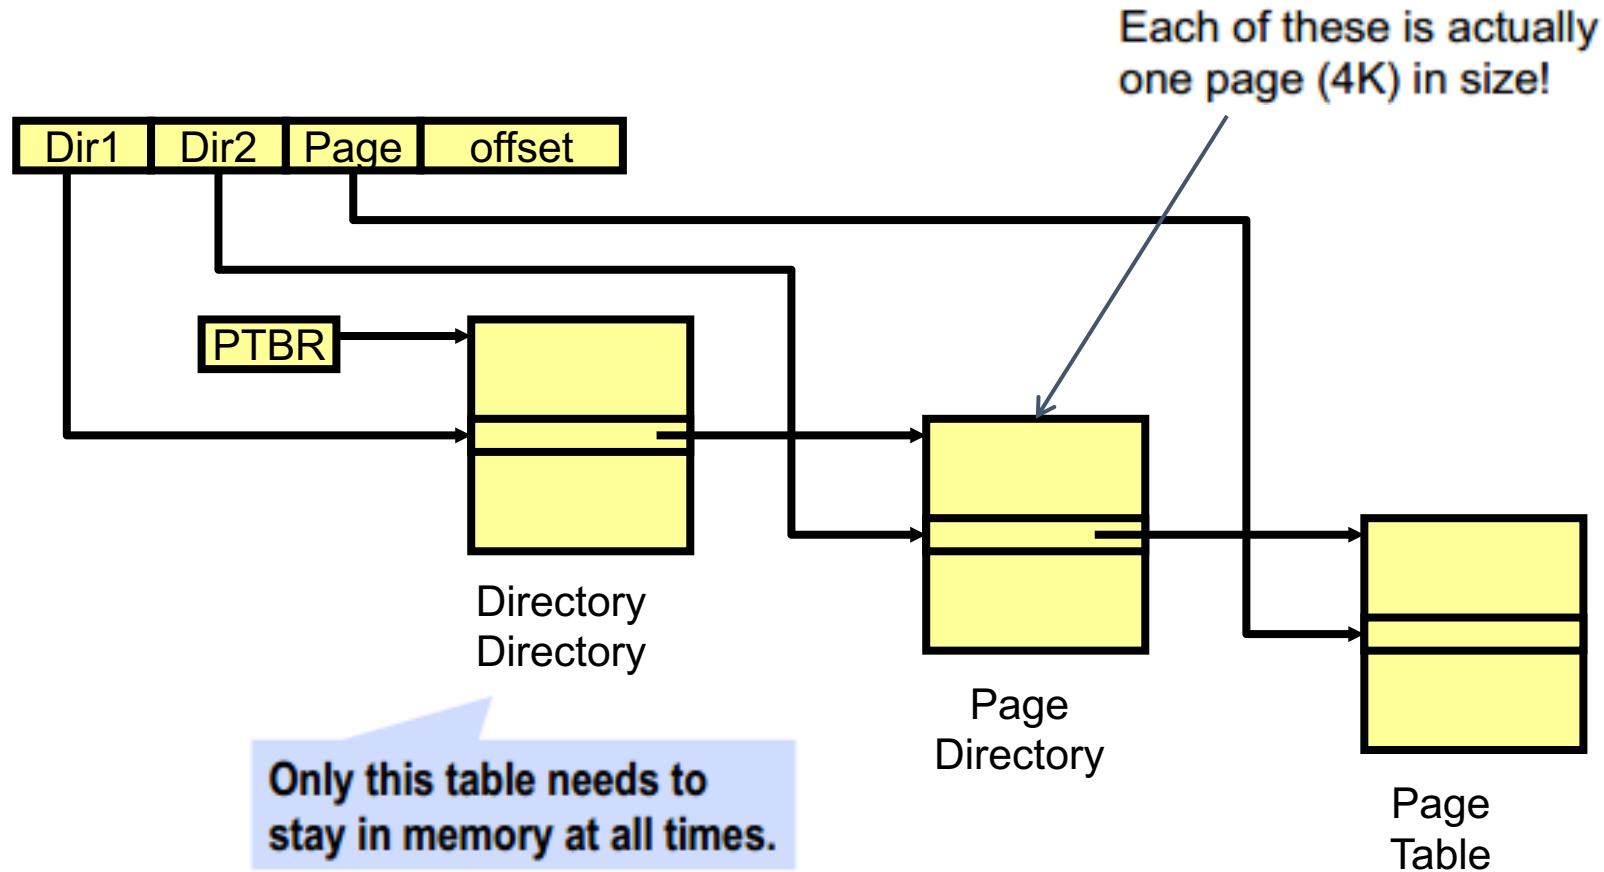 Each of these is actually
one page (4K) in size!
Dir1 Dir2 Page offset
PTBR
Directory
Directory
Only this table needs to
stay in memory at all times.
Page
Directory
Page
Table